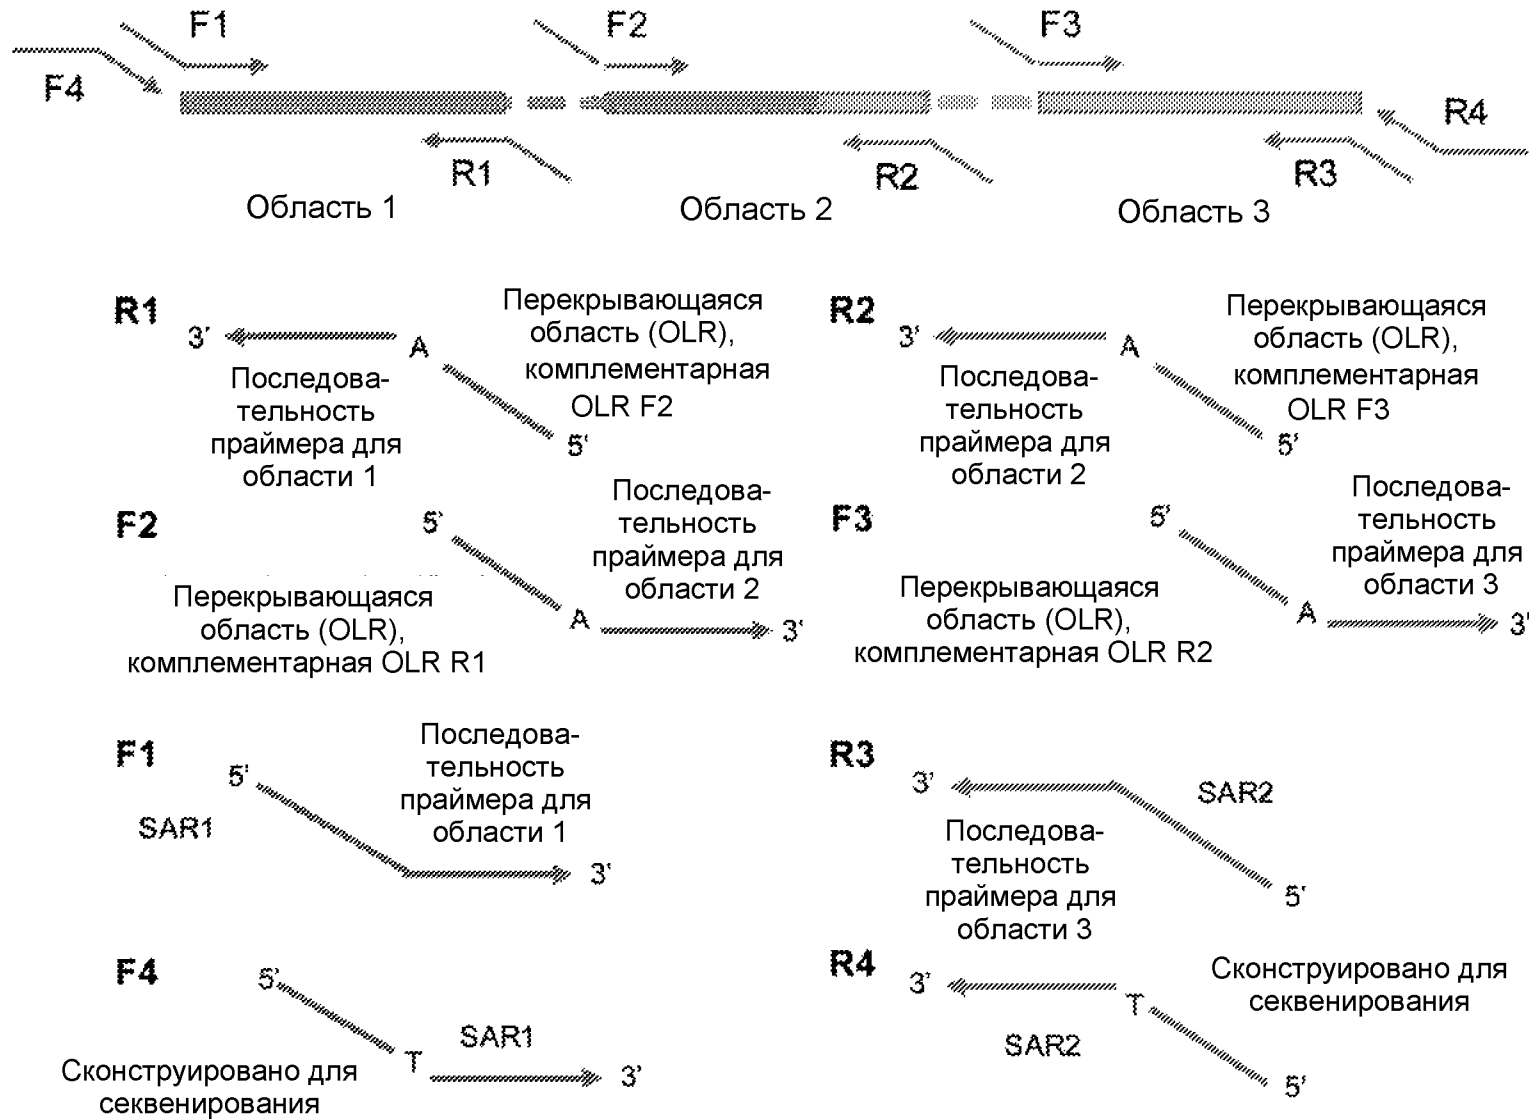 F1
F2
F3
F4
R4
R1
R2
R3
Область 1
Область 2
Область 3
R1
3'
A
5'
Перекрывающаяся
область (OLR),
комплементарная
OLR F2
Последова-
тельность
праймера для
области 1
R2
3'
A
5'
Перекрывающаяся
область (OLR),
комплементарная
OLR F3
Последова-
тельность
праймера для
области 2
F2
5'
A
3'
Последова-
тельность
праймера для
области 2
Перекрывающаяся
область (OLR),
комплементарная OLR R1
F3
5'
A
3'
Последова-
тельность
праймера для
области 3
Перекрывающаяся
область (OLR),
комплементарная OLR R2
F1
5'
SAR1
Последова-
тельность
праймера для
области 1
3'
R3
3'
SAR2
Последова-
тельность
праймера для
области 3
5'
F4
5'
T
SAR1
3'
Сконструировано для
секвенирования
R4
3'
T
SAR2
Сконструировано для
секвенирования
5'